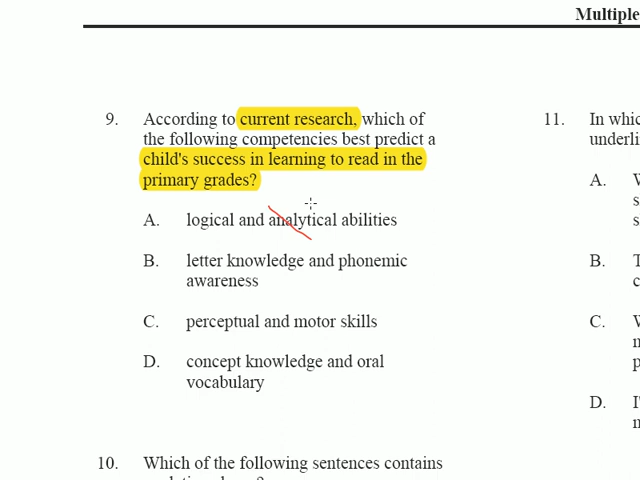 Multiple
9. According to current research, which of
the following competencies best predict a
child's success in learning to read in the
primary grades?
A. logical and analytical abilities
B. letter knowledge and phonemic
awareness
C. perceptual and motor skills
D. concept knowledge and oral
vocabulary
10. Which of the following sentences contains
11. In whic
underli
A. W
s
s
B. T
c
C. W
n
p
D. I'
n